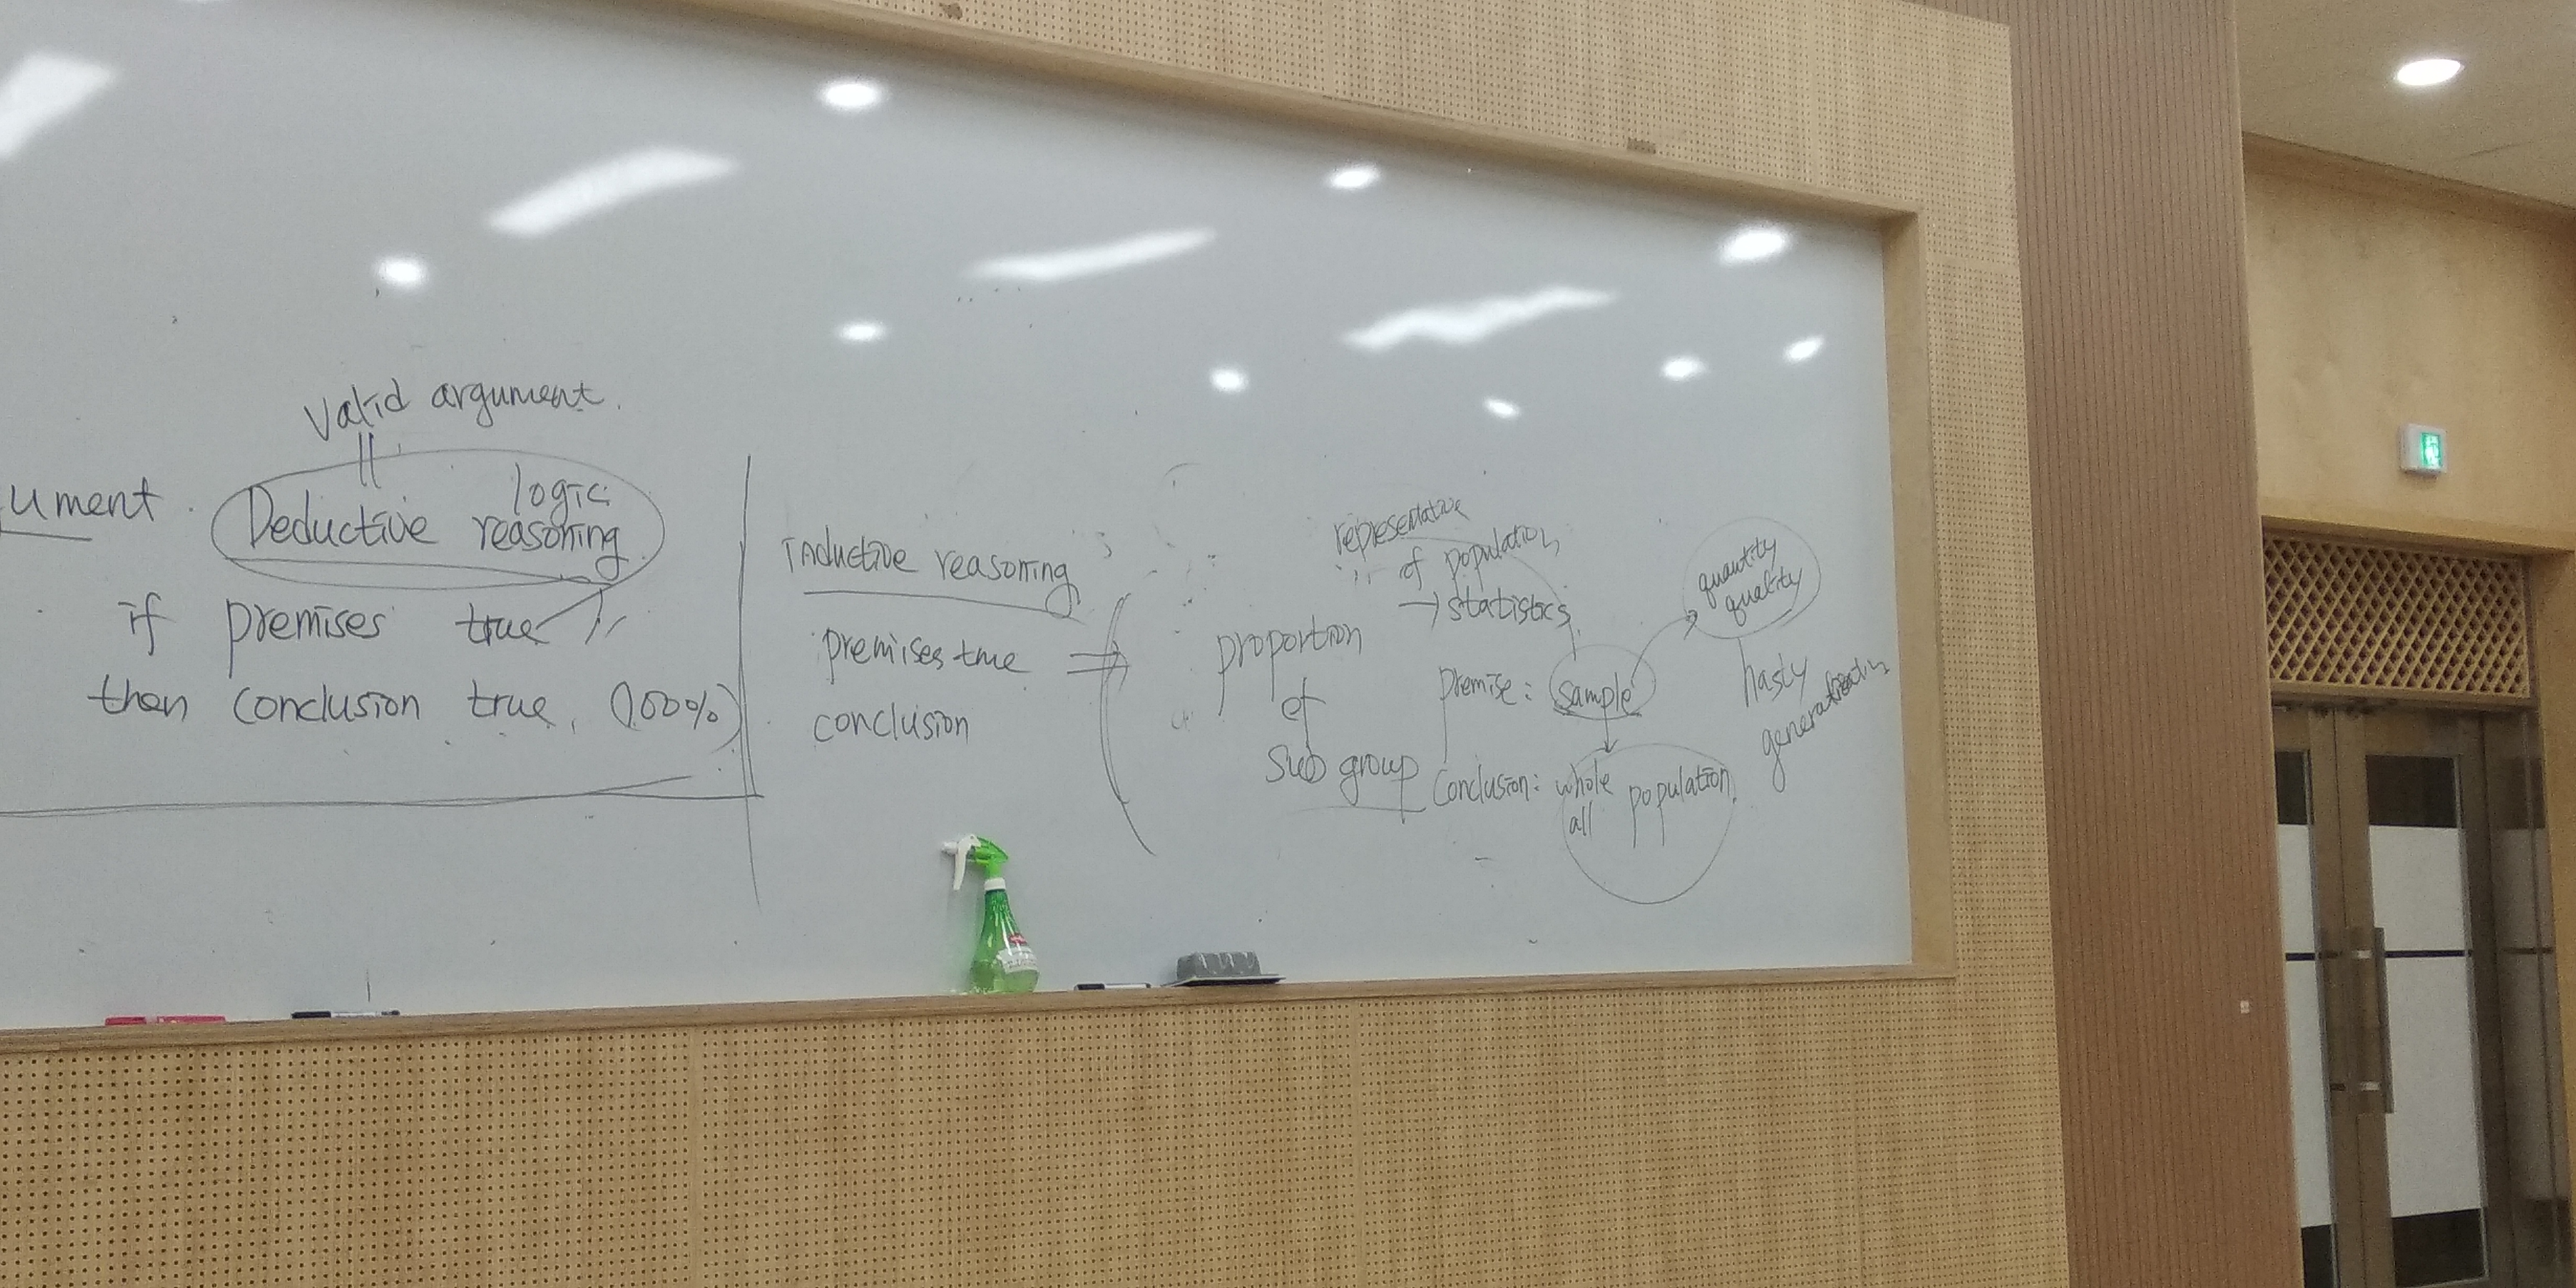 valid argument.
ument.
logic
Deductive reasoning
if premises true
then conclusion true. (100%)
inductive reasoning
premises true
conclusion
proportion
of
Sub group
representative
of population
→ statistics
premise: sample
Conclusion: whole
all population.
quantity
quality
hasty
generalization